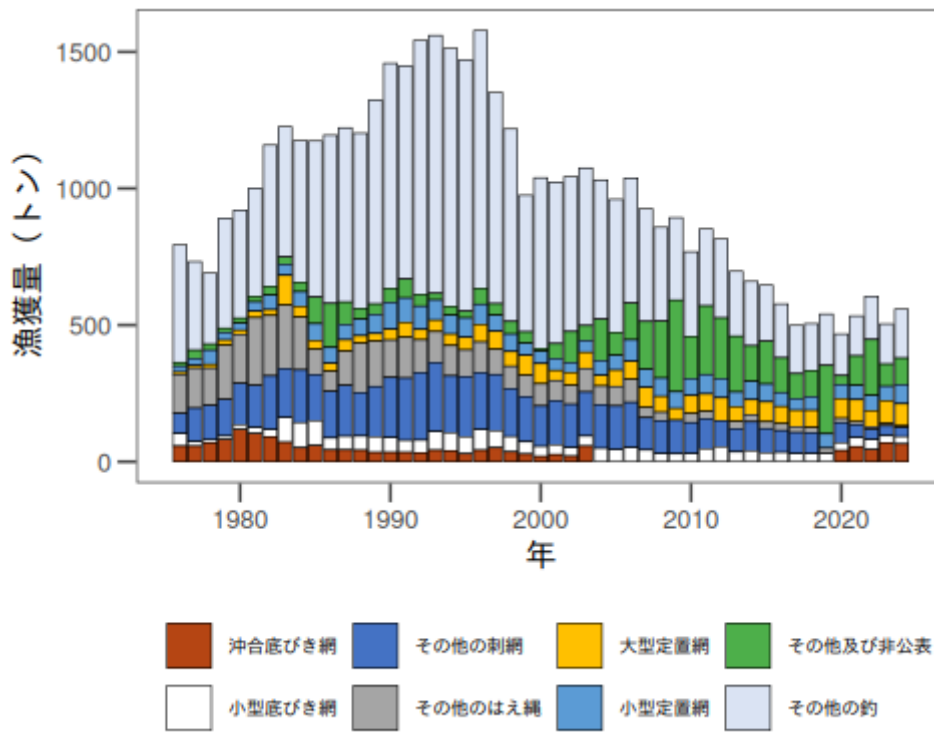 漁獲量（トン）
1500
1000
500
0
1980 1990 2000 2010 2020
年
沖合底びき網 その他の刺網 大型定置網 その他及び非公表
小型底びき網 その他のはえ縄 小型定置網 その他の釣